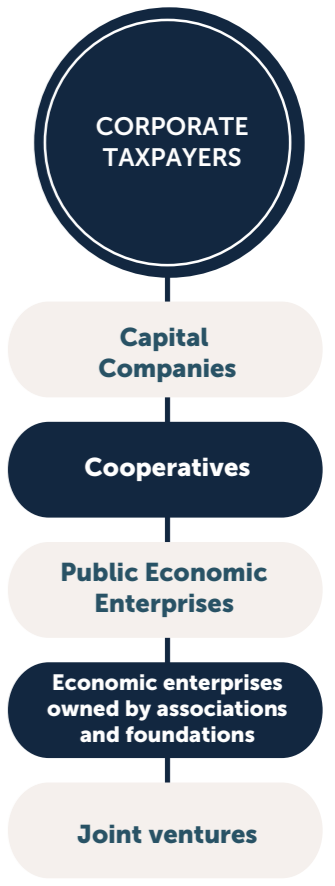 CORPORATE
TAXPAYERS
Capital
Companies
Cooperatives
Public Economic
Enterprises
Economic enterprises
owned by associations
and foundations
Joint ventures